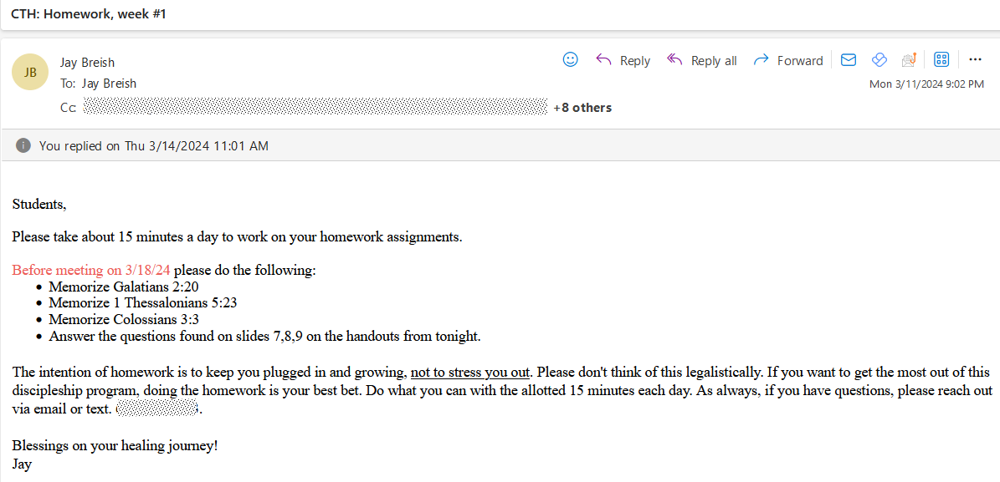 CTH: Homework, week #1
JB
Jay Breish
Reply
Reply all
Forward
To: Jay Breish
Mon 3/11/2024 9:02 PM
Cc:
+8 others
You replied on Thu 3/14/2024 11:01 AM
Students,
Please take about 15 minutes a day to work on your homework assignments.
Before meeting on 3/18/24 please do the following:
• Memorize Galatians 2:20
• Memorize 1 Thessalonians 5:23
• Memorize Colossians 3:3
• Answer the questions found on slides 7,8,9 on the handouts from tonight.
The intention of homework is to keep you plugged in and growing, not to stress you out. Please don't think of this legalistically. If you want to get the most out of this
discipleship program, doing the homework is your best bet. Do what you can with the allotted 15 minutes each day. As always, if you have questions, please reach out
via email or text.
Blessings on your healing journey!
Jay